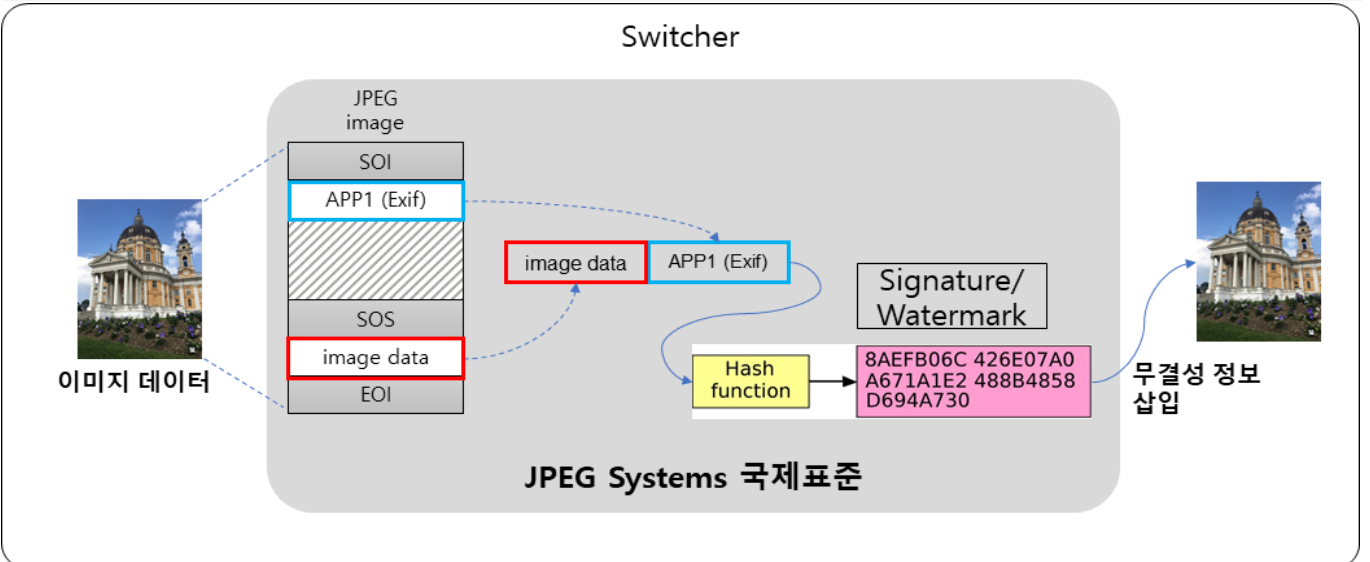 Switcher
JPEG
image
SOI
APP1 (Exif)
SOS
image data
EOI
이미지 데이터
image data
APP1 (Exif)
Signature/
Watermark
Hash
function
8AEFB06C 426E07A0
A671A1E2 488B4858
D694A730
무결성 정보
삽입
JPEG Systems 국제표준